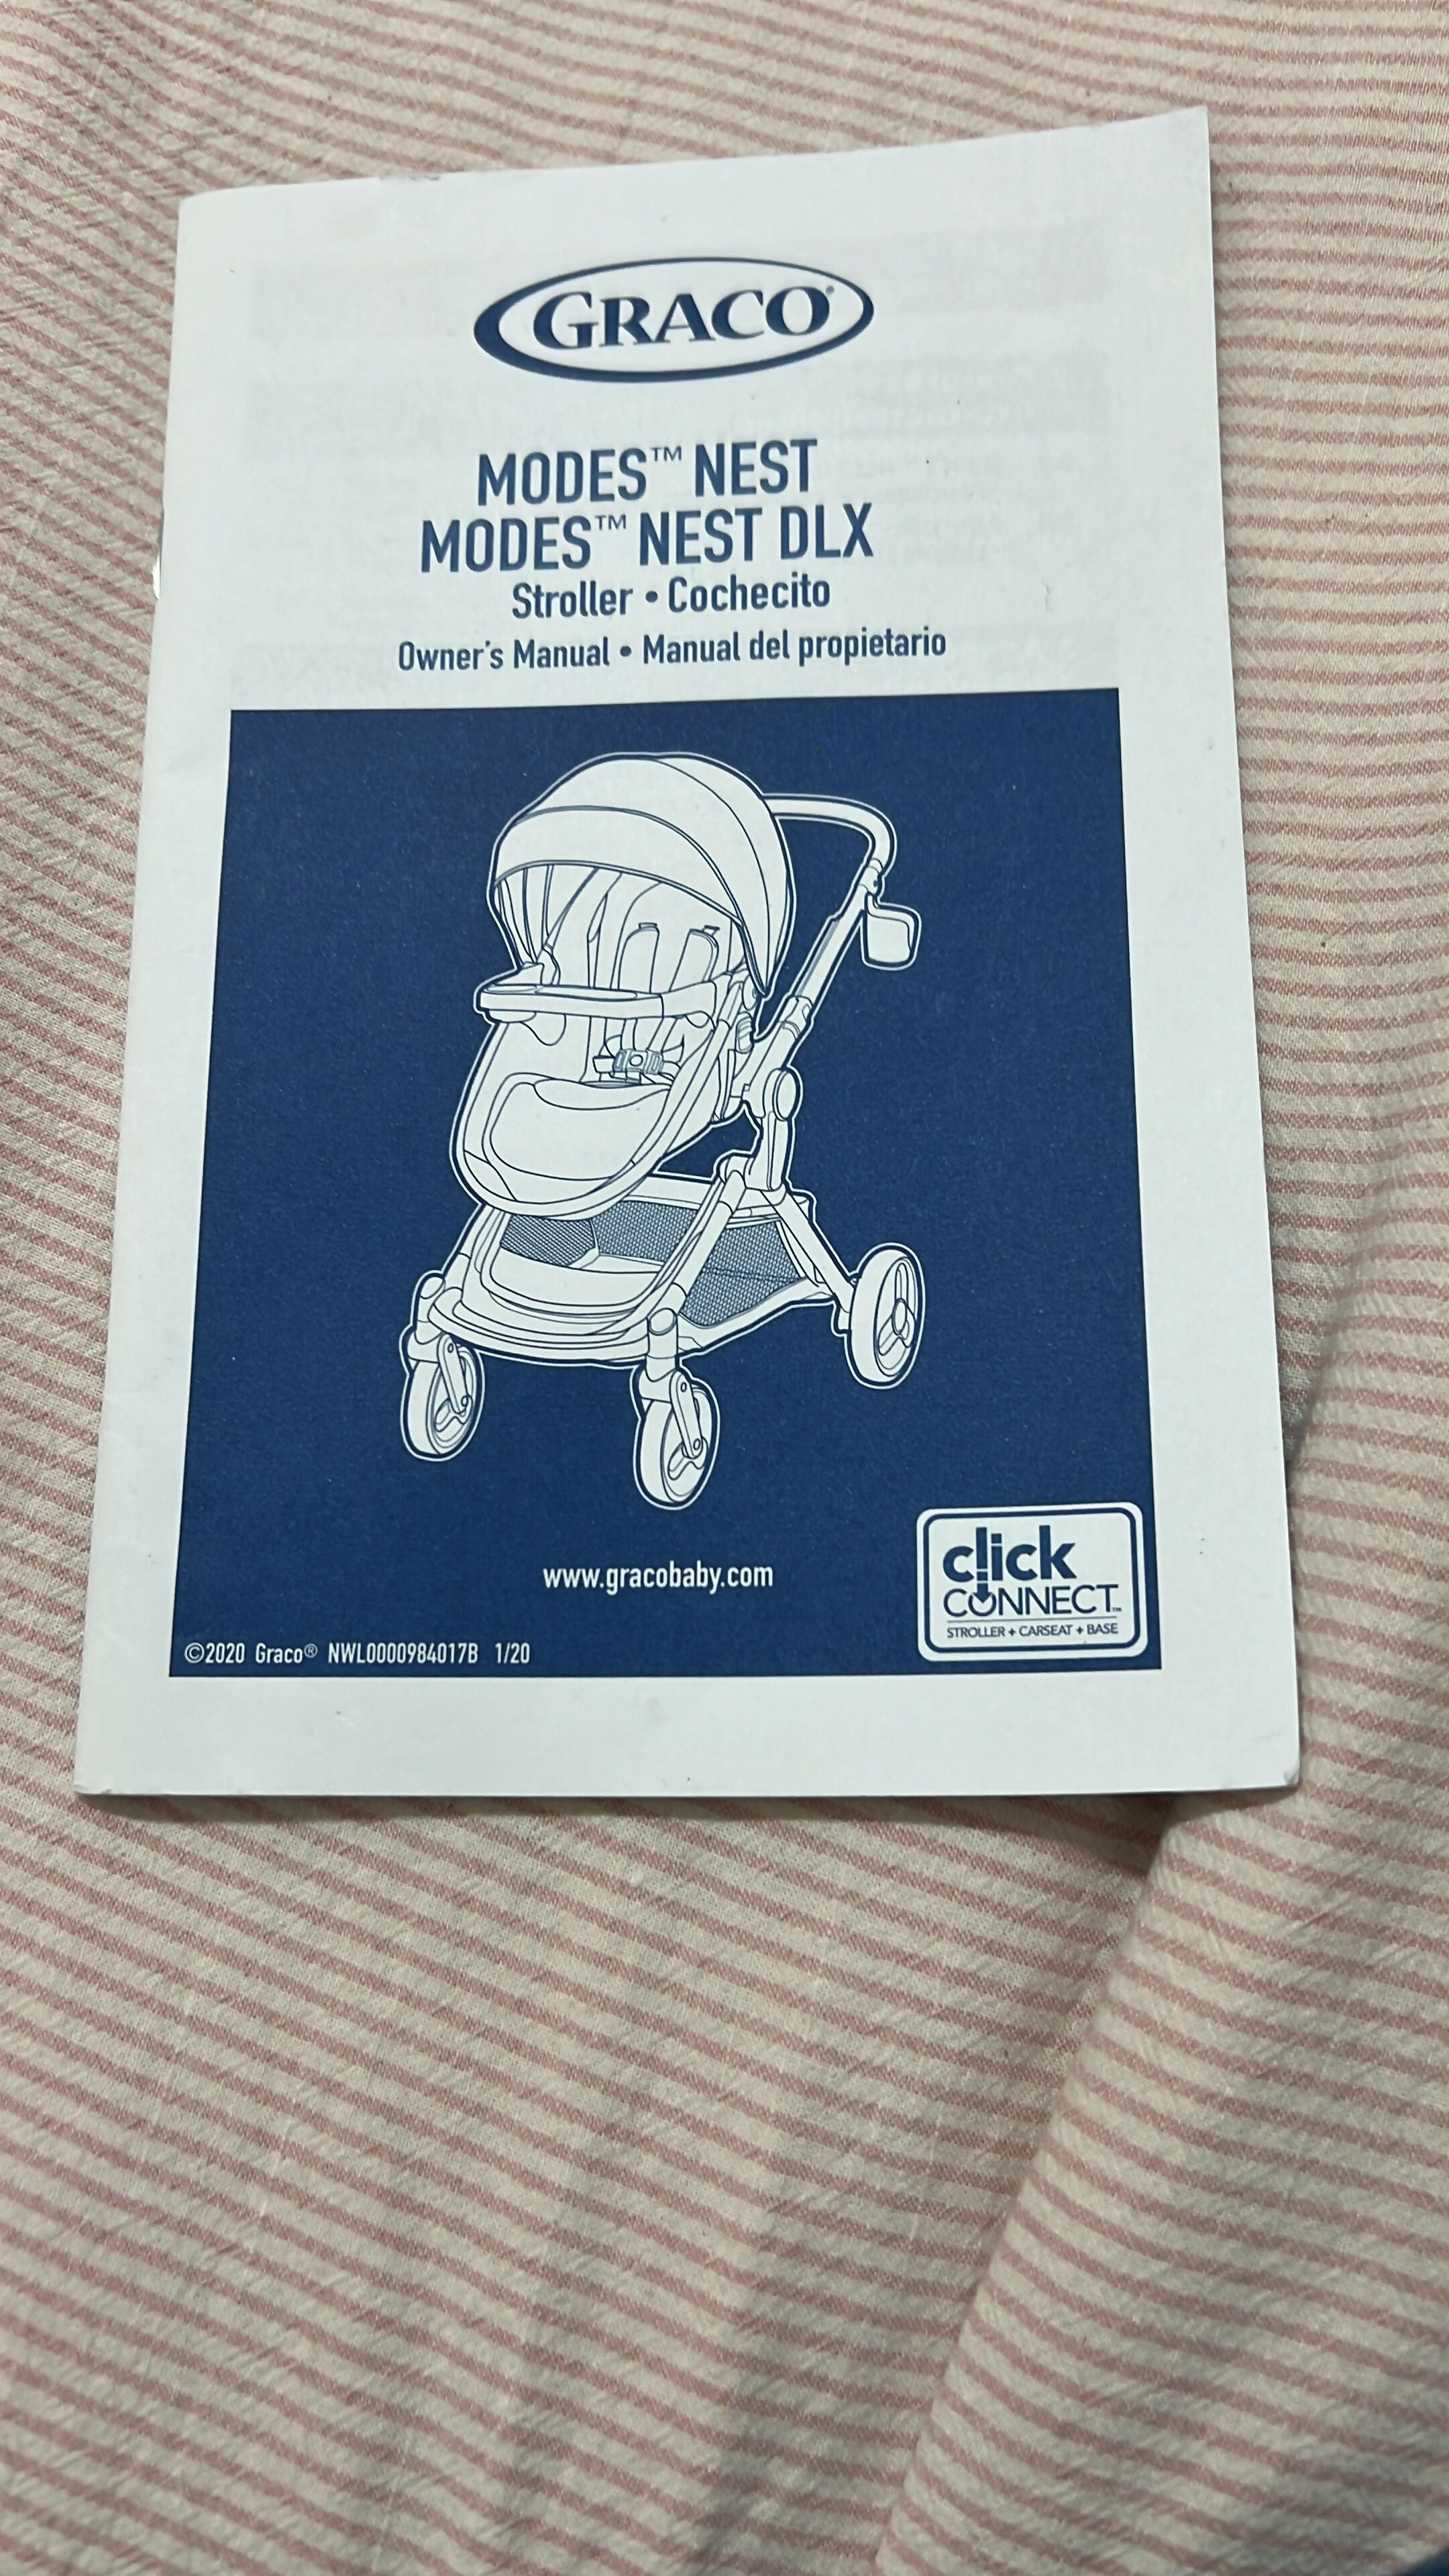 GRACO®
MODES™ NEST
MODES™ NEST DLX
Stroller • Cochecito
Owner's Manual • Manual del propietario
www.gracobaby.com
click
CONNECT™
STROLLER + CARSEAT + BASE
©2020 Graco® NWL0000984017B 1/20